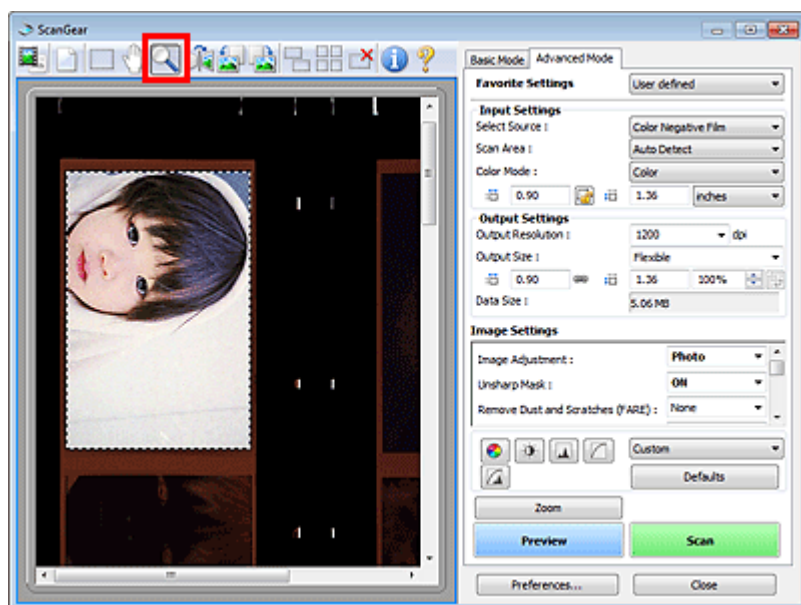 ScanGear
Basic Mode Advanced Mode
Favorite Settings User defined
Input Settings
Select Source : Color Negative Film
Scan Area : Auto Detect
Color Mode : Color
0.90 1.36 inches
Output Settings
Output Resolution : 1200 dpi
Output Size : Flexible
0.90 1.36 100%
Data Size : 5.06 MB
Image Settings
Image Adjustment : Photo
Unsharp Mask : ON
Remove Dust and Scratches (FARE) : None
Custom
Defaults
Zoom
Preview Scan
Preferences... Close